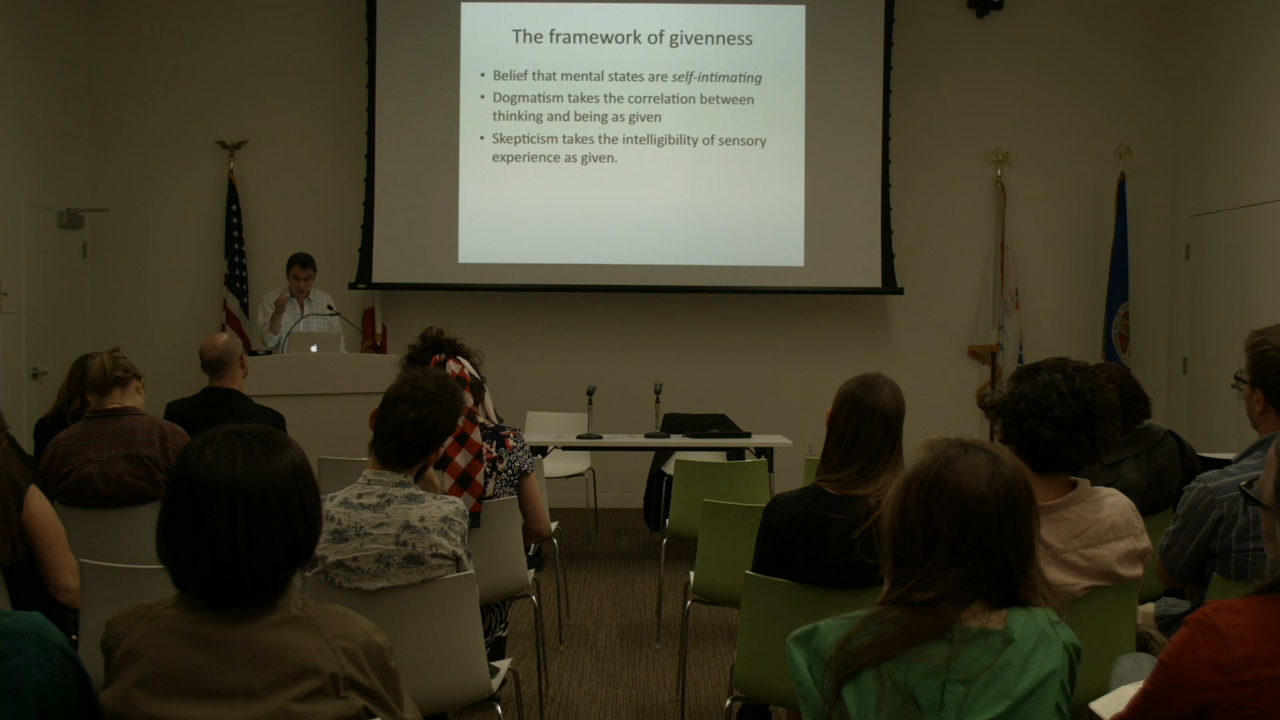 The framework of givenness
• Belief that mental states are self-intimating
• Dogmatism takes the correlation between
thinking and being as given
• Skepticism takes the intelligibility of sensory
experience as given.